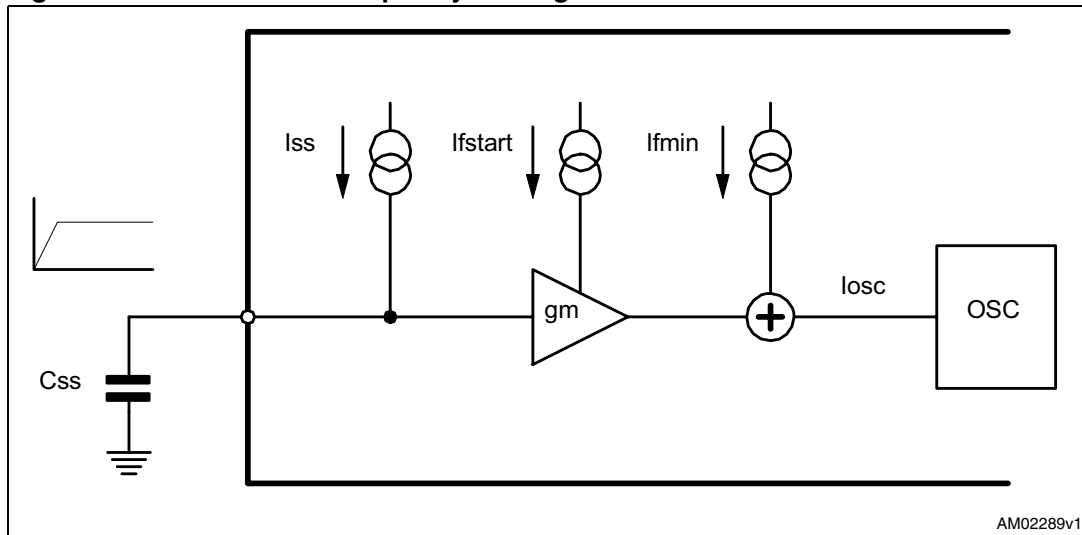 Iss
Ifstart
Ifmin
gm
+
Iosc
OSC
Css
AM02289v1